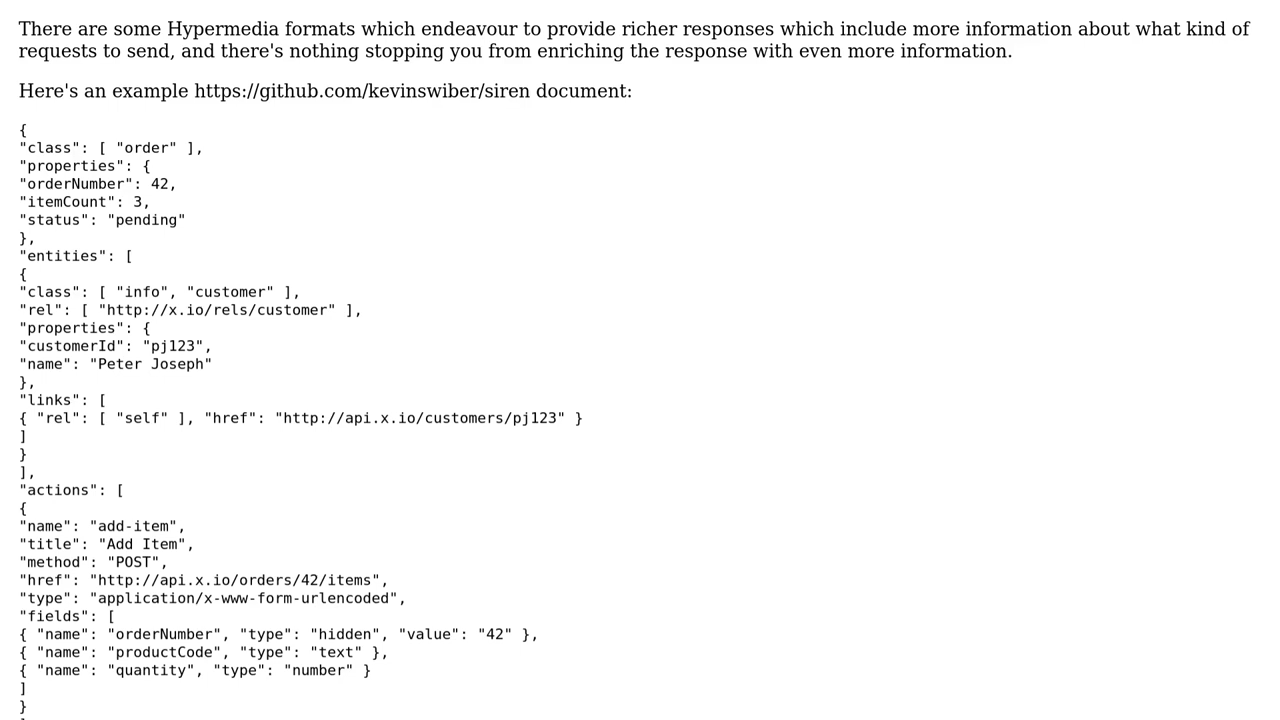 There are some Hypermedia formats which endeavour to provide richer responses which include more information about what kind of
requests to send, and there's nothing stopping you from enriching the response with even more information.
Here's an example https://github.com/kevinswiber/siren document:
{
"class": [ "order" ],
"properties": {
"orderNumber": 42,
"itemCount": 3,
"status": "pending"
},
"entities": [
{
"class": [ "info", "customer" ],
"rel": [ "http://x.io/rels/customer" ],
"properties": {
"customerId": "pj123",
"name": "Peter Joseph"
},
"links": [
{ "rel": [ "self" ], "href": "http://api.x.io/customers/pj123" }
]
}
],
"actions": [
{
"name": "add-item",
"title": "Add Item",
"method": "POST",
"href": "http://api.x.io/orders/42/items",
"type": "application/x-www-form-urlencoded",
"fields": [
{ "name": "orderNumber", "type": "hidden", "value": "42" },
{ "name": "productCode", "type": "text" },
{ "name": "quantity", "type": "number" }
]
}